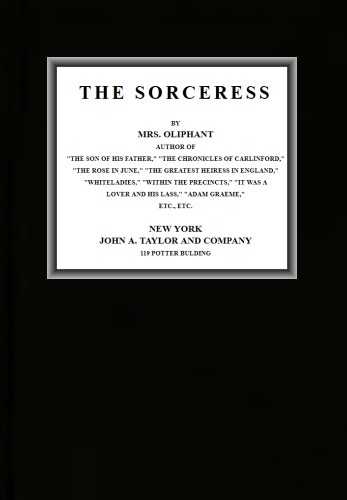 THE SORCERESS
BY
MRS. OLIPHANT
AUTHOR OF
"THE SON OF HIS FATHER," "THE CHRONICLES OF CARLINFORD,"
"THE ROSE IN JUNE," "THE GREATEST HEIRESS IN ENGLAND,"
"WHITELADIES," "WITHIN THE PRECINCTS," "IT WAS A
LOVER AND HIS LASS," "ADAM GRAEME,"
ETC., ETC.
NEW YORK
JOHN A. TAYLOR AND COMPANY
119 POTTER BULDING